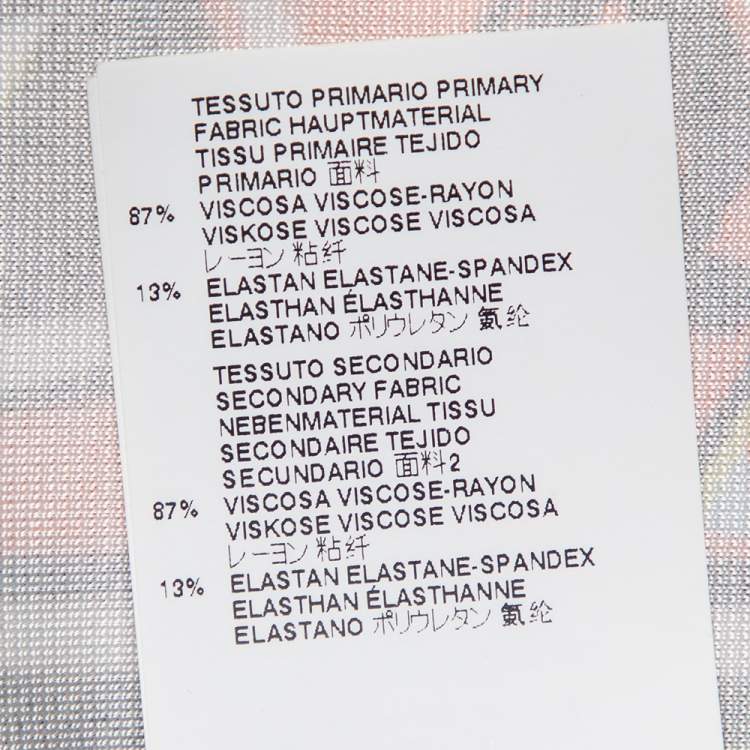 TESSUTO PRIMARIO PRIMARY
FABRIC HAUPTMATERIAL
TISSU PRIMAIRE TEJIDO
PRIMARIO 面料
87% VISCOSA VISCOSE-RAYON
VISKOSE VISCOSE VISCOSA
レーヨン 粘纤
13% ELASTAN ELASTANE-SPANDEX
ELASTHAN ÉLASTHANNE
ELASTANO ポリウレタン 氨纶
TESSUTO SECONDARIO
SECONDARY FABRIC
NEBENMATERIAL TISSU
SECONDAIRE TEJIDO
SECUNDARIO 面料2
87% VISCOSA VISCOSE-RAYON
VISKOSE VISCOSE VISCOSA
レーヨン 粘纤
13% ELASTAN ELASTANE-SPANDEX
ELASTHAN ÉLASTHANNE
ELASTANO ポリウレタン 氨纶